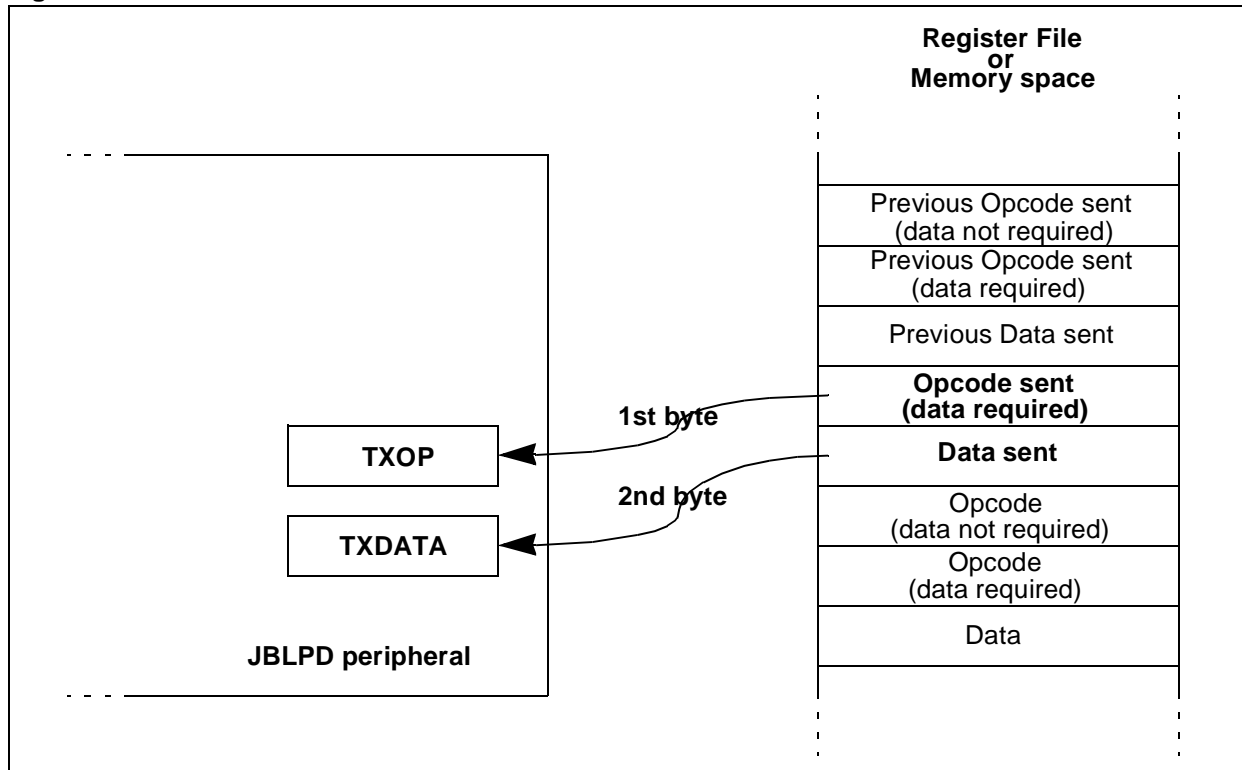 Register File
or
Memory space
Previous Opcode sent
(data not required)
Previous Opcode sent
(data required)
Previous Data sent
Opcode sent
(data required)
1st byte
TXOP
Data sent
2nd byte
Opcode
(data not required)
TXDATA
Opcode
(data required)
Data
JBLPD peripheral